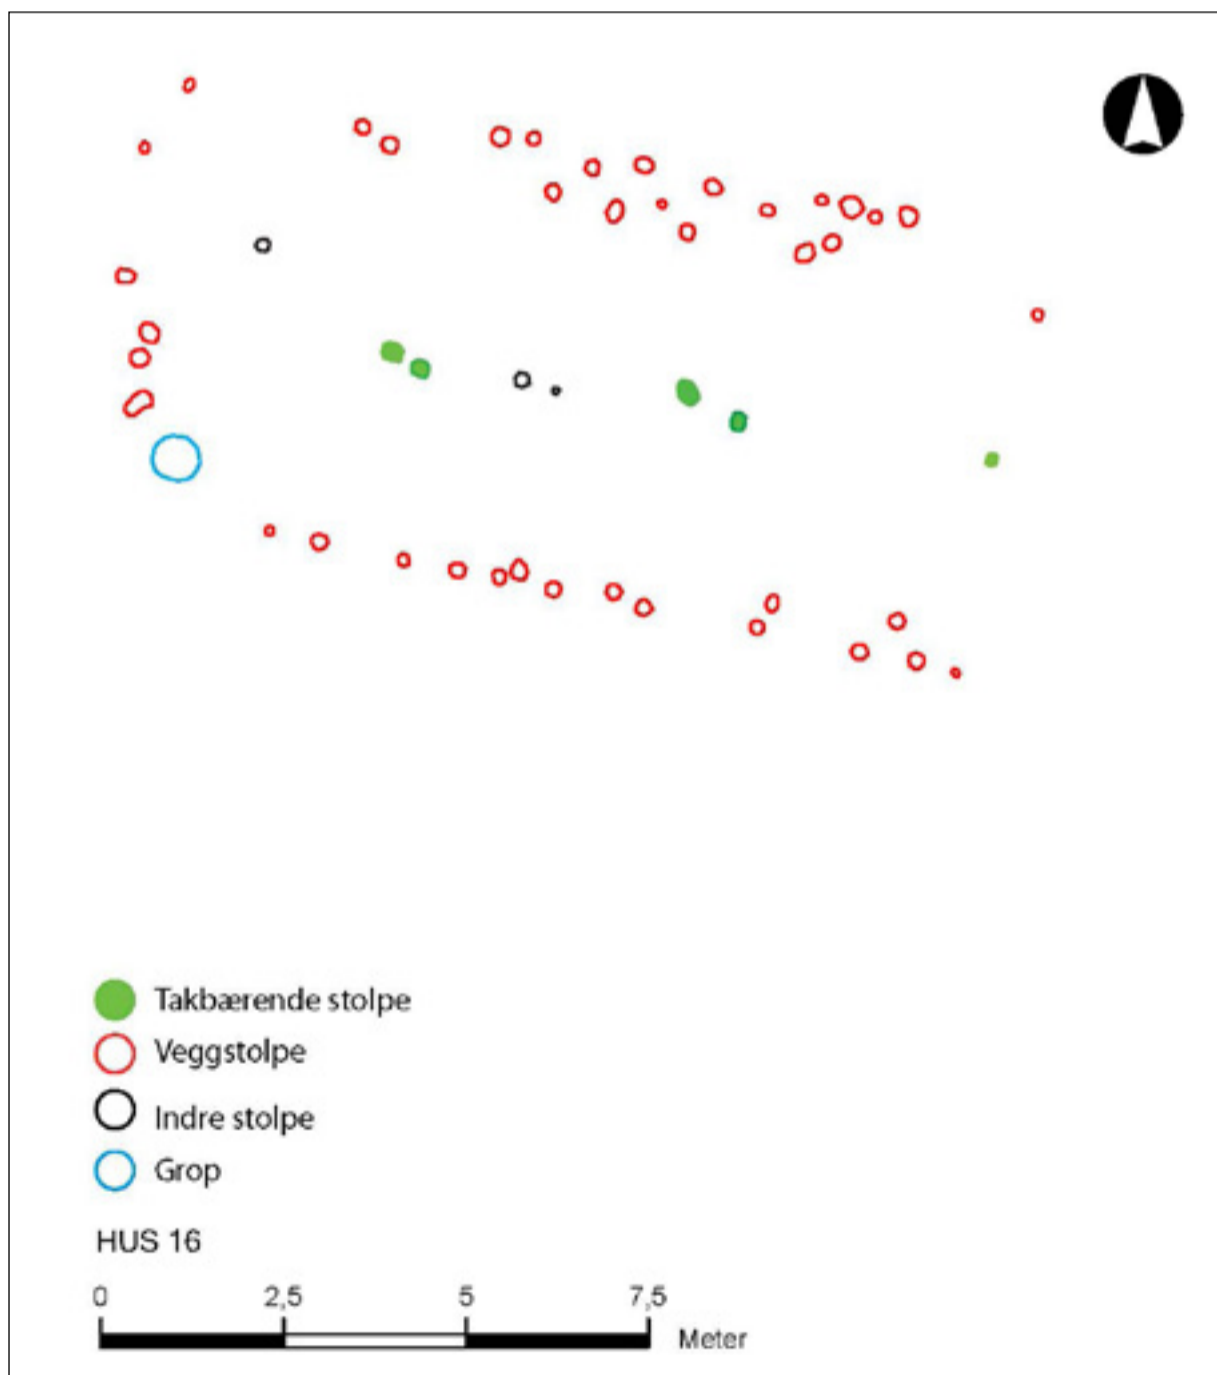 Takbærende stolpe
Veggstolpe
Indre stolpe
Grop
HUS 16
0 2,5 5 7,5
Meter